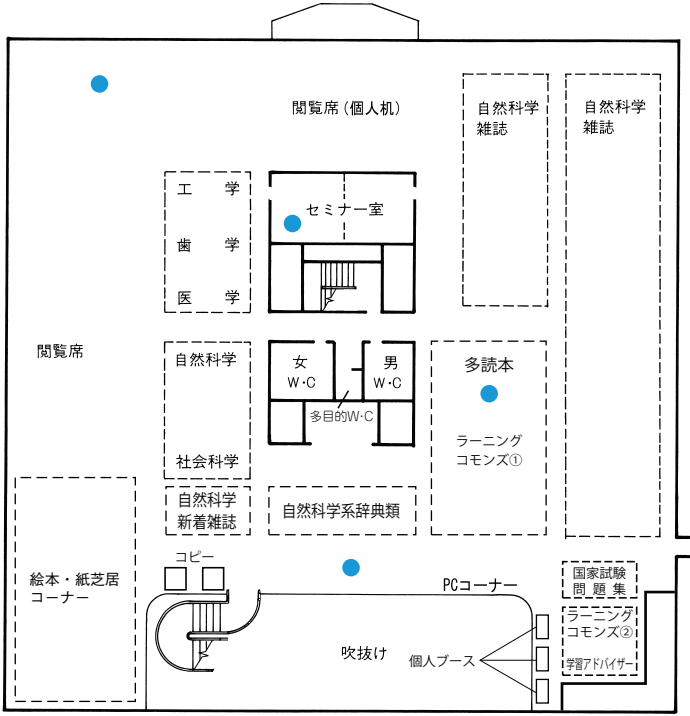 閲覧席(個人机)
自然科学
雑誌
自然科学
雑誌
工 学
歯 学
医 学
セミナー室
閲覧席
自然科学
社会科学
女
W・C
男
W・C
多目的W・C
多読本
ラーニング
コモンズ①
自然科学
新着雑誌
自然科学系辞典類
コピー
絵本・紙芝居
コーナー
PCコーナー
国家試験
問 題 集
ラーニング
コモンズ②
学習アドバイザー
吹抜け
個人ブース